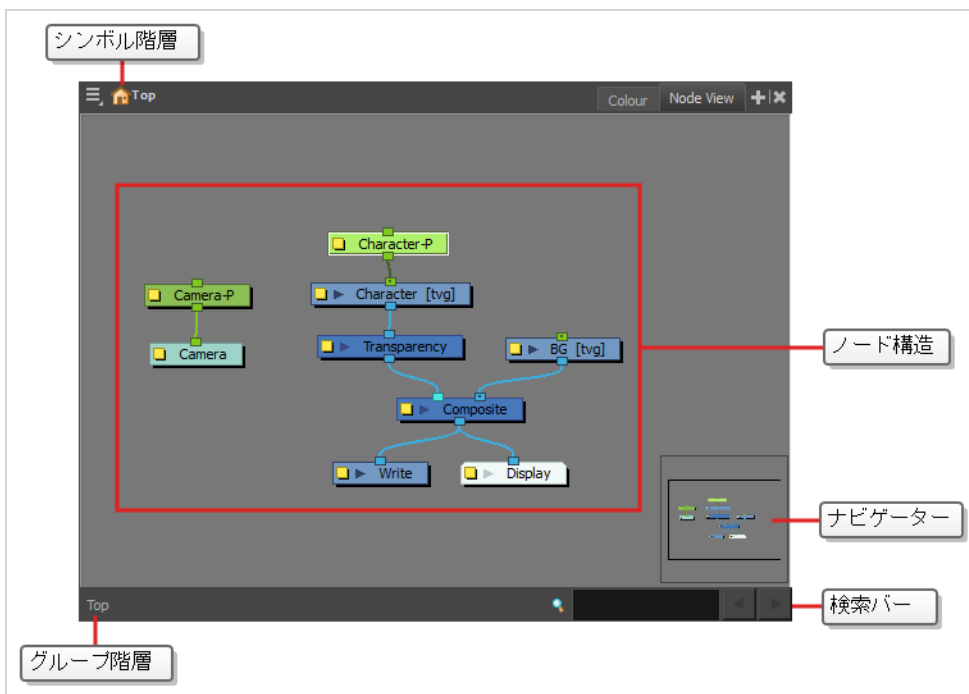 シンボル階層
Top
Colour
Node View
Character-P
Camera-P
Character [tvg]
Camera
Transparency
BG [tvg]
ノード構造
Composite
Write
Display
ナビゲーター
Top
検索バー
グループ階層